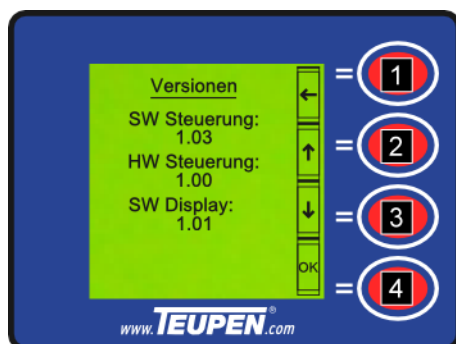 Versionen
SW Steuerung:
1.03
HW Steuerung:
1.00
SW Display:
1.01
←
↑
↓
OK
= 1
= 2
= 3
= 4
www.TEUPEN®.com